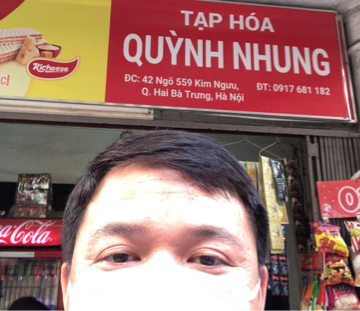 TẠP HÓA
QUỲNH NHUNG
ĐC: 42 Ngõ 559 Kim Ngưu,
Q. Hai Bà Trưng, Hà Nội
ĐT: 0917 681 182
Richeese
Cola